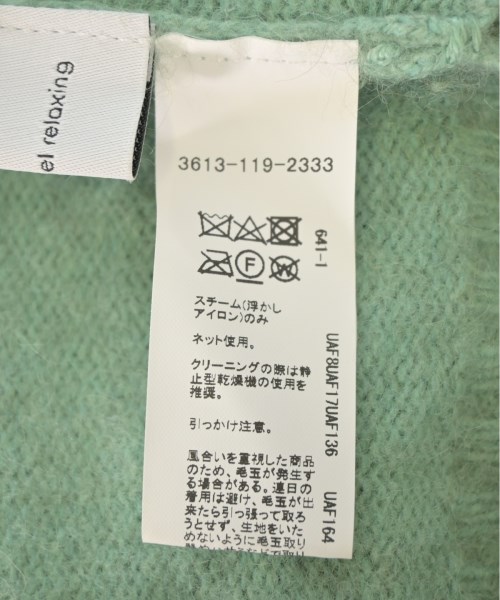 el relaxing
3613-119-2333
641-1
F
W
スチーム(浮かし
アイロン)のみ
ネット使用。
クリーニングの際は静
止型乾燥機の使用を
推奨。
引っかけ注意。
風合いを重視した商品
のため、毛玉が発生す
る場合がある。連日の
着用は避け、毛玉が出
来たら引っ張って取ろ
うとせず、生地をいた
めないように毛玉取り
UAF8UAF17UAF136
UAF164